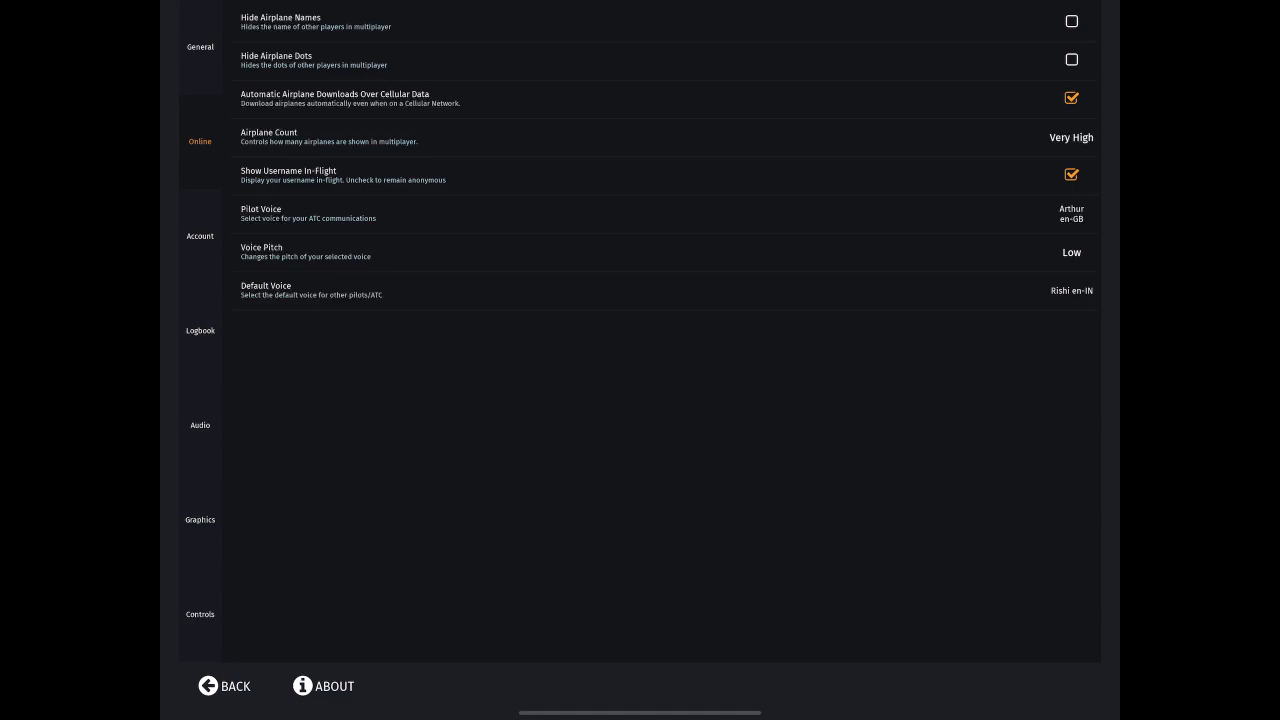 General
Online
Account
Logbook
Audio
Graphics
Controls
Hide Airplane Names
Hides the name of other players in multiplayer
Hide Airplane Dots
Hides the dots of other players in multiplayer
Automatic Airplane Downloads Over Cellular Data
Download airplanes automatically even when on a Cellular Network.
Airplane Count
Controls how many airplanes are shown in multiplayer.
Very High
Show Username In-Flight
Display your username in-flight. Uncheck to remain anonymous
Pilot Voice
Select voice for your ATC communications
Arthur
en-GB
Voice Pitch
Changes the pitch of your selected voice
Low
Default Voice
Select the default voice for other pilots/ATC
Rishi en-IN
BACK
ABOUT